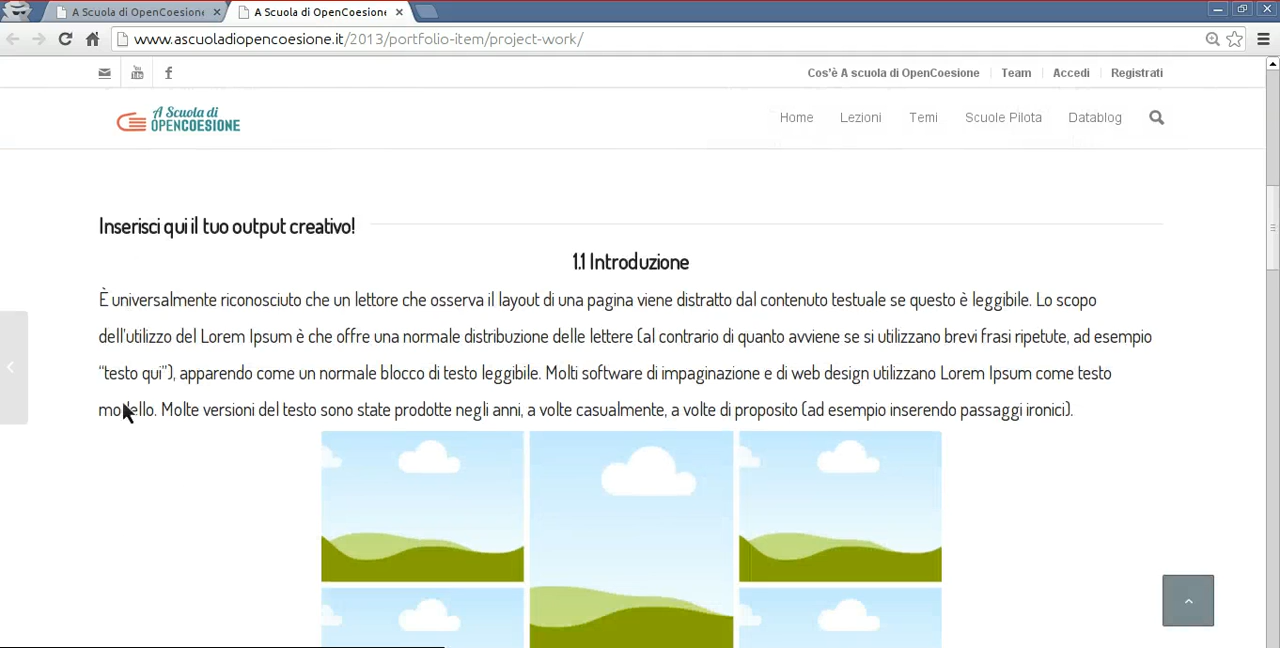 A Scuola di OpenCoesione
A Scuola di OpenCoesione
www.ascuoladiopencoesione.it/2013/portfolio-item/project-work/
You
Cos'è A scuola di OpenCoesione Team Accedi Registrati
A Scuola di
OPENCOESIONE
Home Lezioni Temi Scuole Pilota Datablog
Inserisci qui il tuo output creativo!
1.1 Introduzione
È universalmente riconosciuto che un lettore che osserva il layout di una pagina viene distratto dal contenuto testuale se questo è leggibile. Lo scopo
dell'utilizzo del Lorem Ipsum è che offre una normale distribuzione delle lettere (al contrario di quanto avviene se si utilizzano brevi frasi ripetute, ad esempio
“testo qui”), apparendo come un normale blocco di testo leggibile. Molti software di impaginazione e di web design utilizzano Lorem Ipsum come testo
modello. Molte versioni del testo sono state prodotte negli anni, a volte casualmente, a volte di proposito (ad esempio inserendo passaggi ironici).